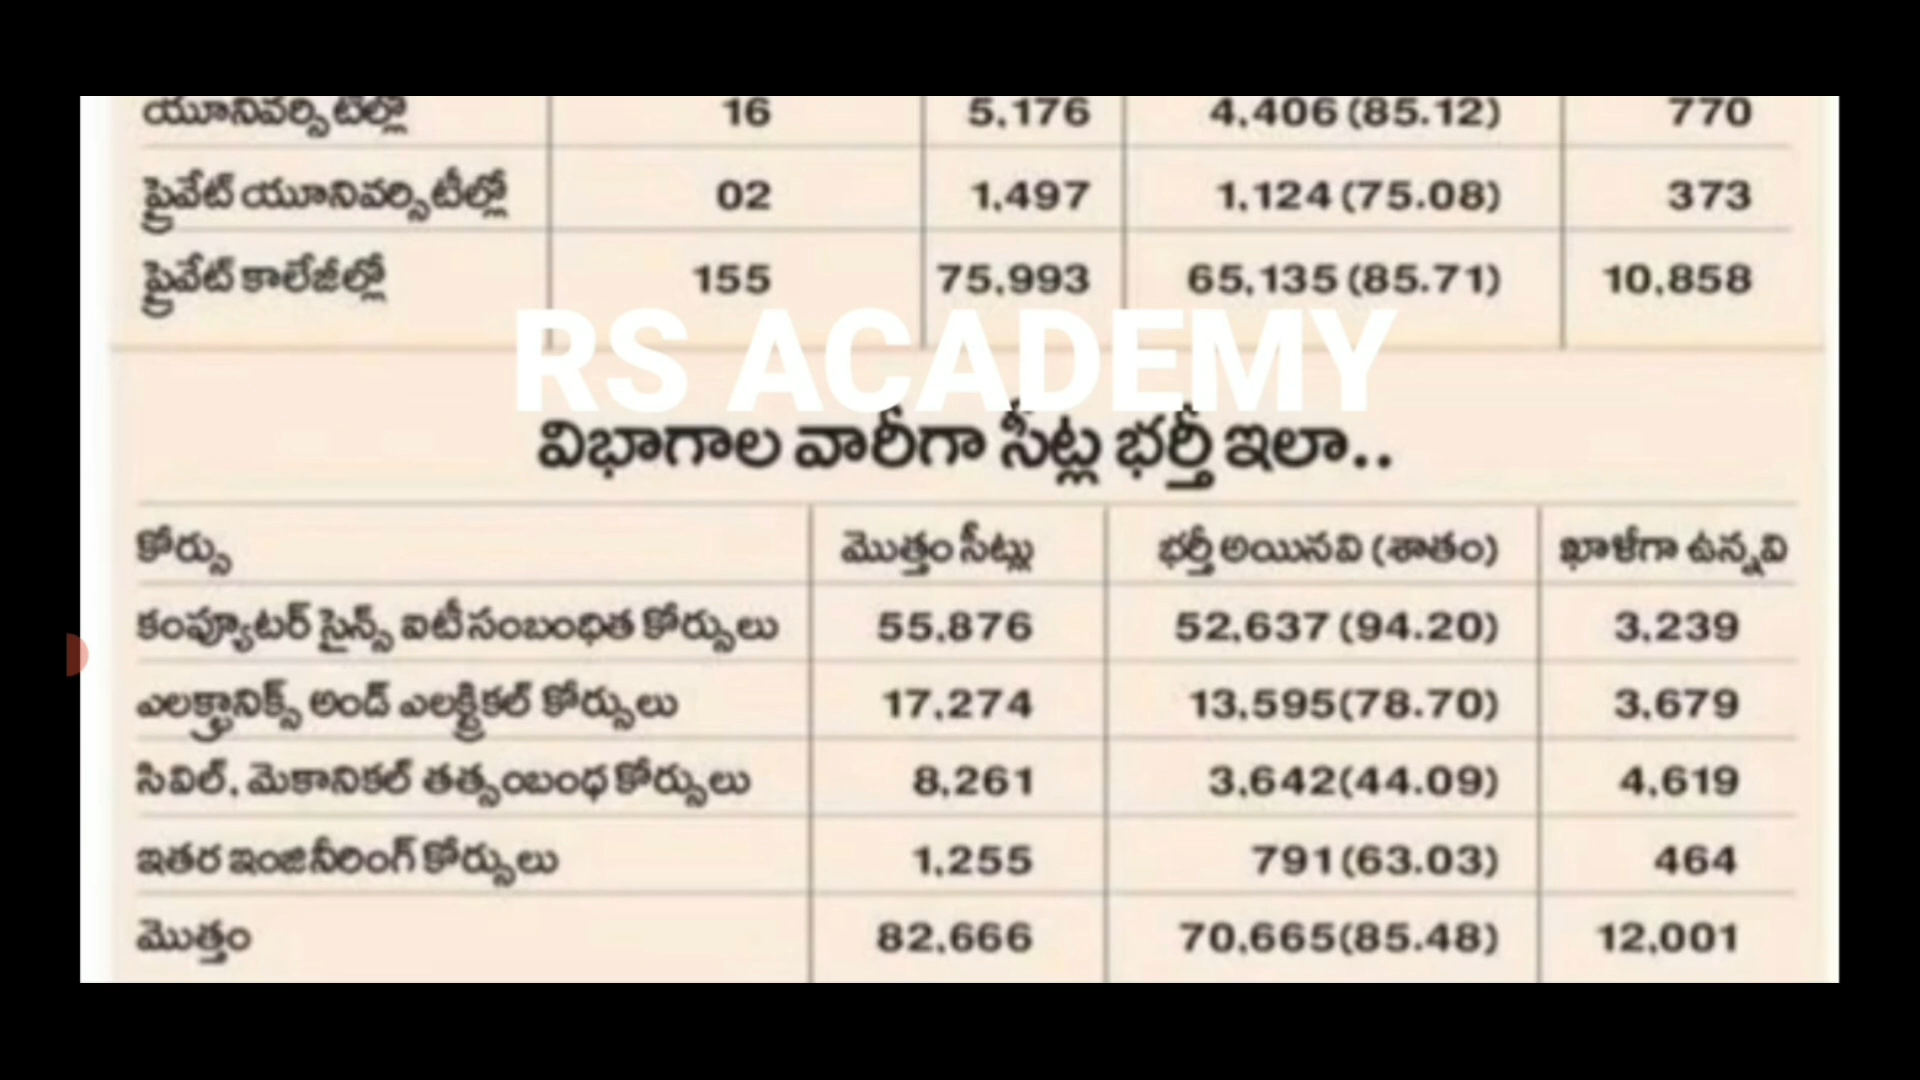 యూనివర్సిటీల్లో 16 5,176 4,406 (85.12) 770
ప్రైవేట్ యూనివర్సిటీల్లో 02 1,497 1,124 (75.08) 373
ప్రైవేట్ కాలేజీల్లో 155 75,993 65,135 (85.71) 10,858
RS ACADEMY
విభాగాల వారీగా సీట్ల భర్తీ ఇలా..
కోర్సు మొత్తం సీట్లు భర్తీ అయినవి (శాతం) ఖాళీగా ఉన్నవి
కంప్యూటర్ సైన్స్ ఐటీ సంబంధిత కోర్సులు 55,876 52,637 (94.20) 3,239
ఎలక్ట్రానిక్స్ అండ్ ఎలక్ట్రికల్ కోర్సులు 17,274 13,595(78.70) 3,679
సివిల్, మెకానికల్ తత్సంబంధ కోర్సులు 8,261 3,642(44.09) 4,619
ఇతర ఇంజినీరింగ్ కోర్సులు 1,255 791(63.03) 464
మొత్తం 82,666 70,665(85.48) 12,001